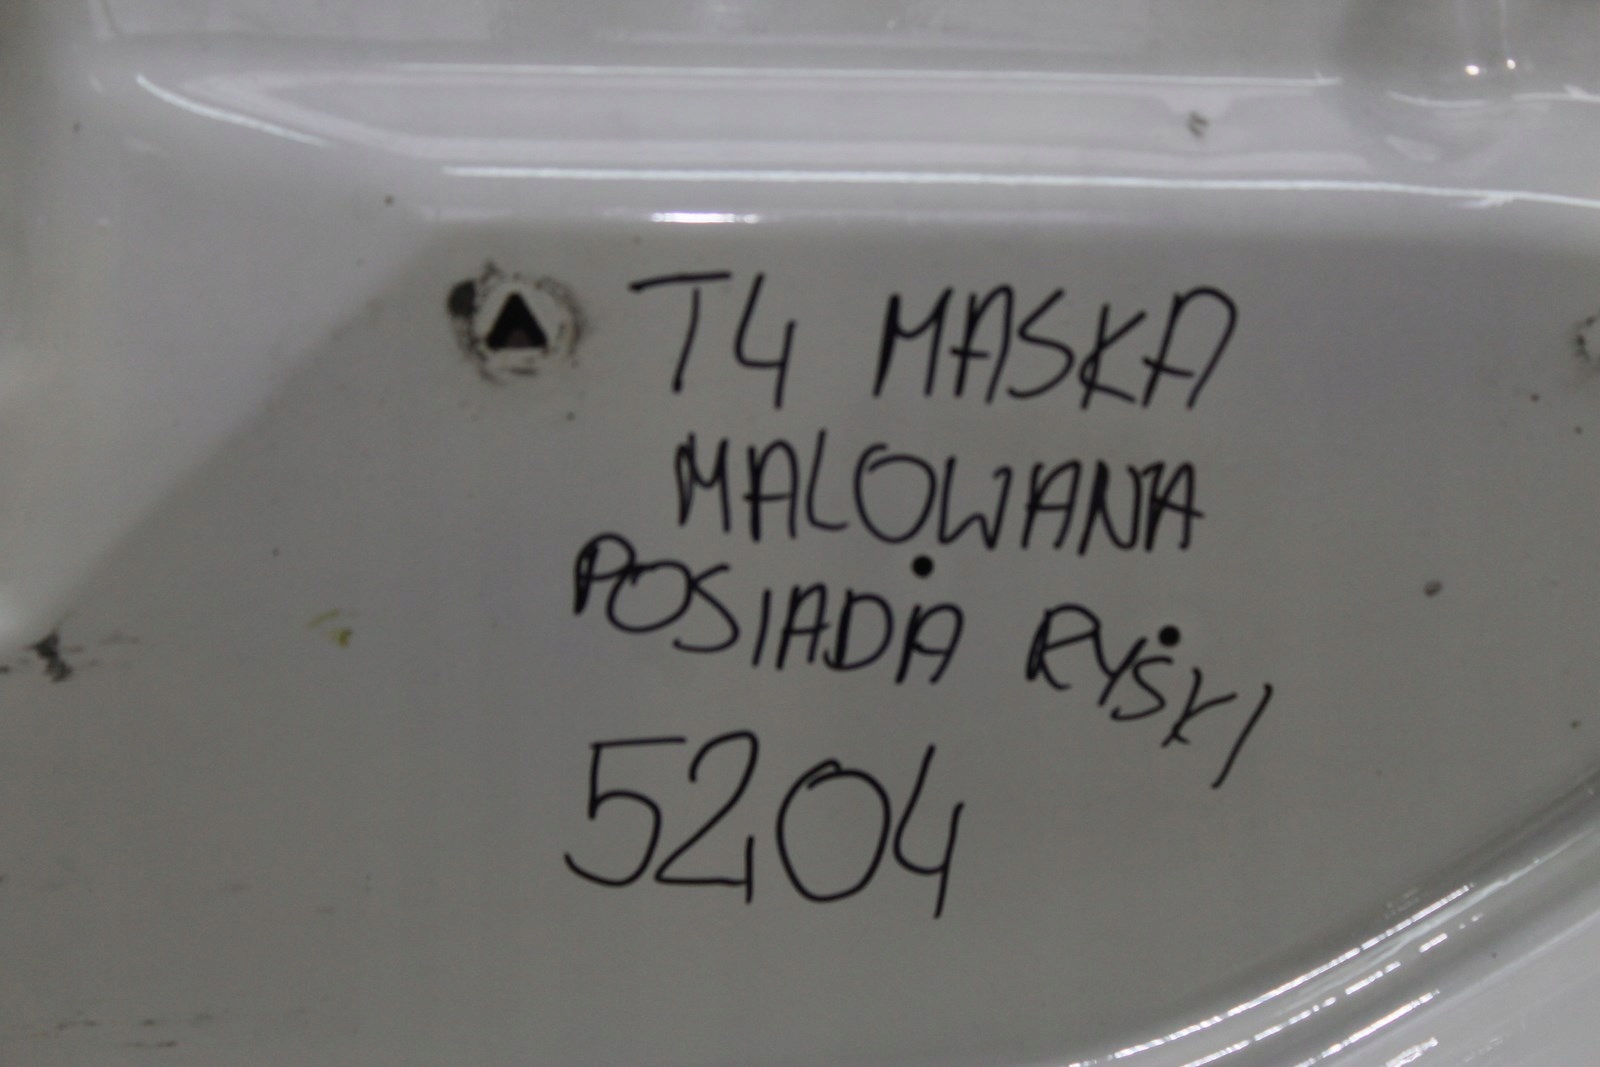 T4 MASKA
MALOWANA
POSIADA RYSKI
5204